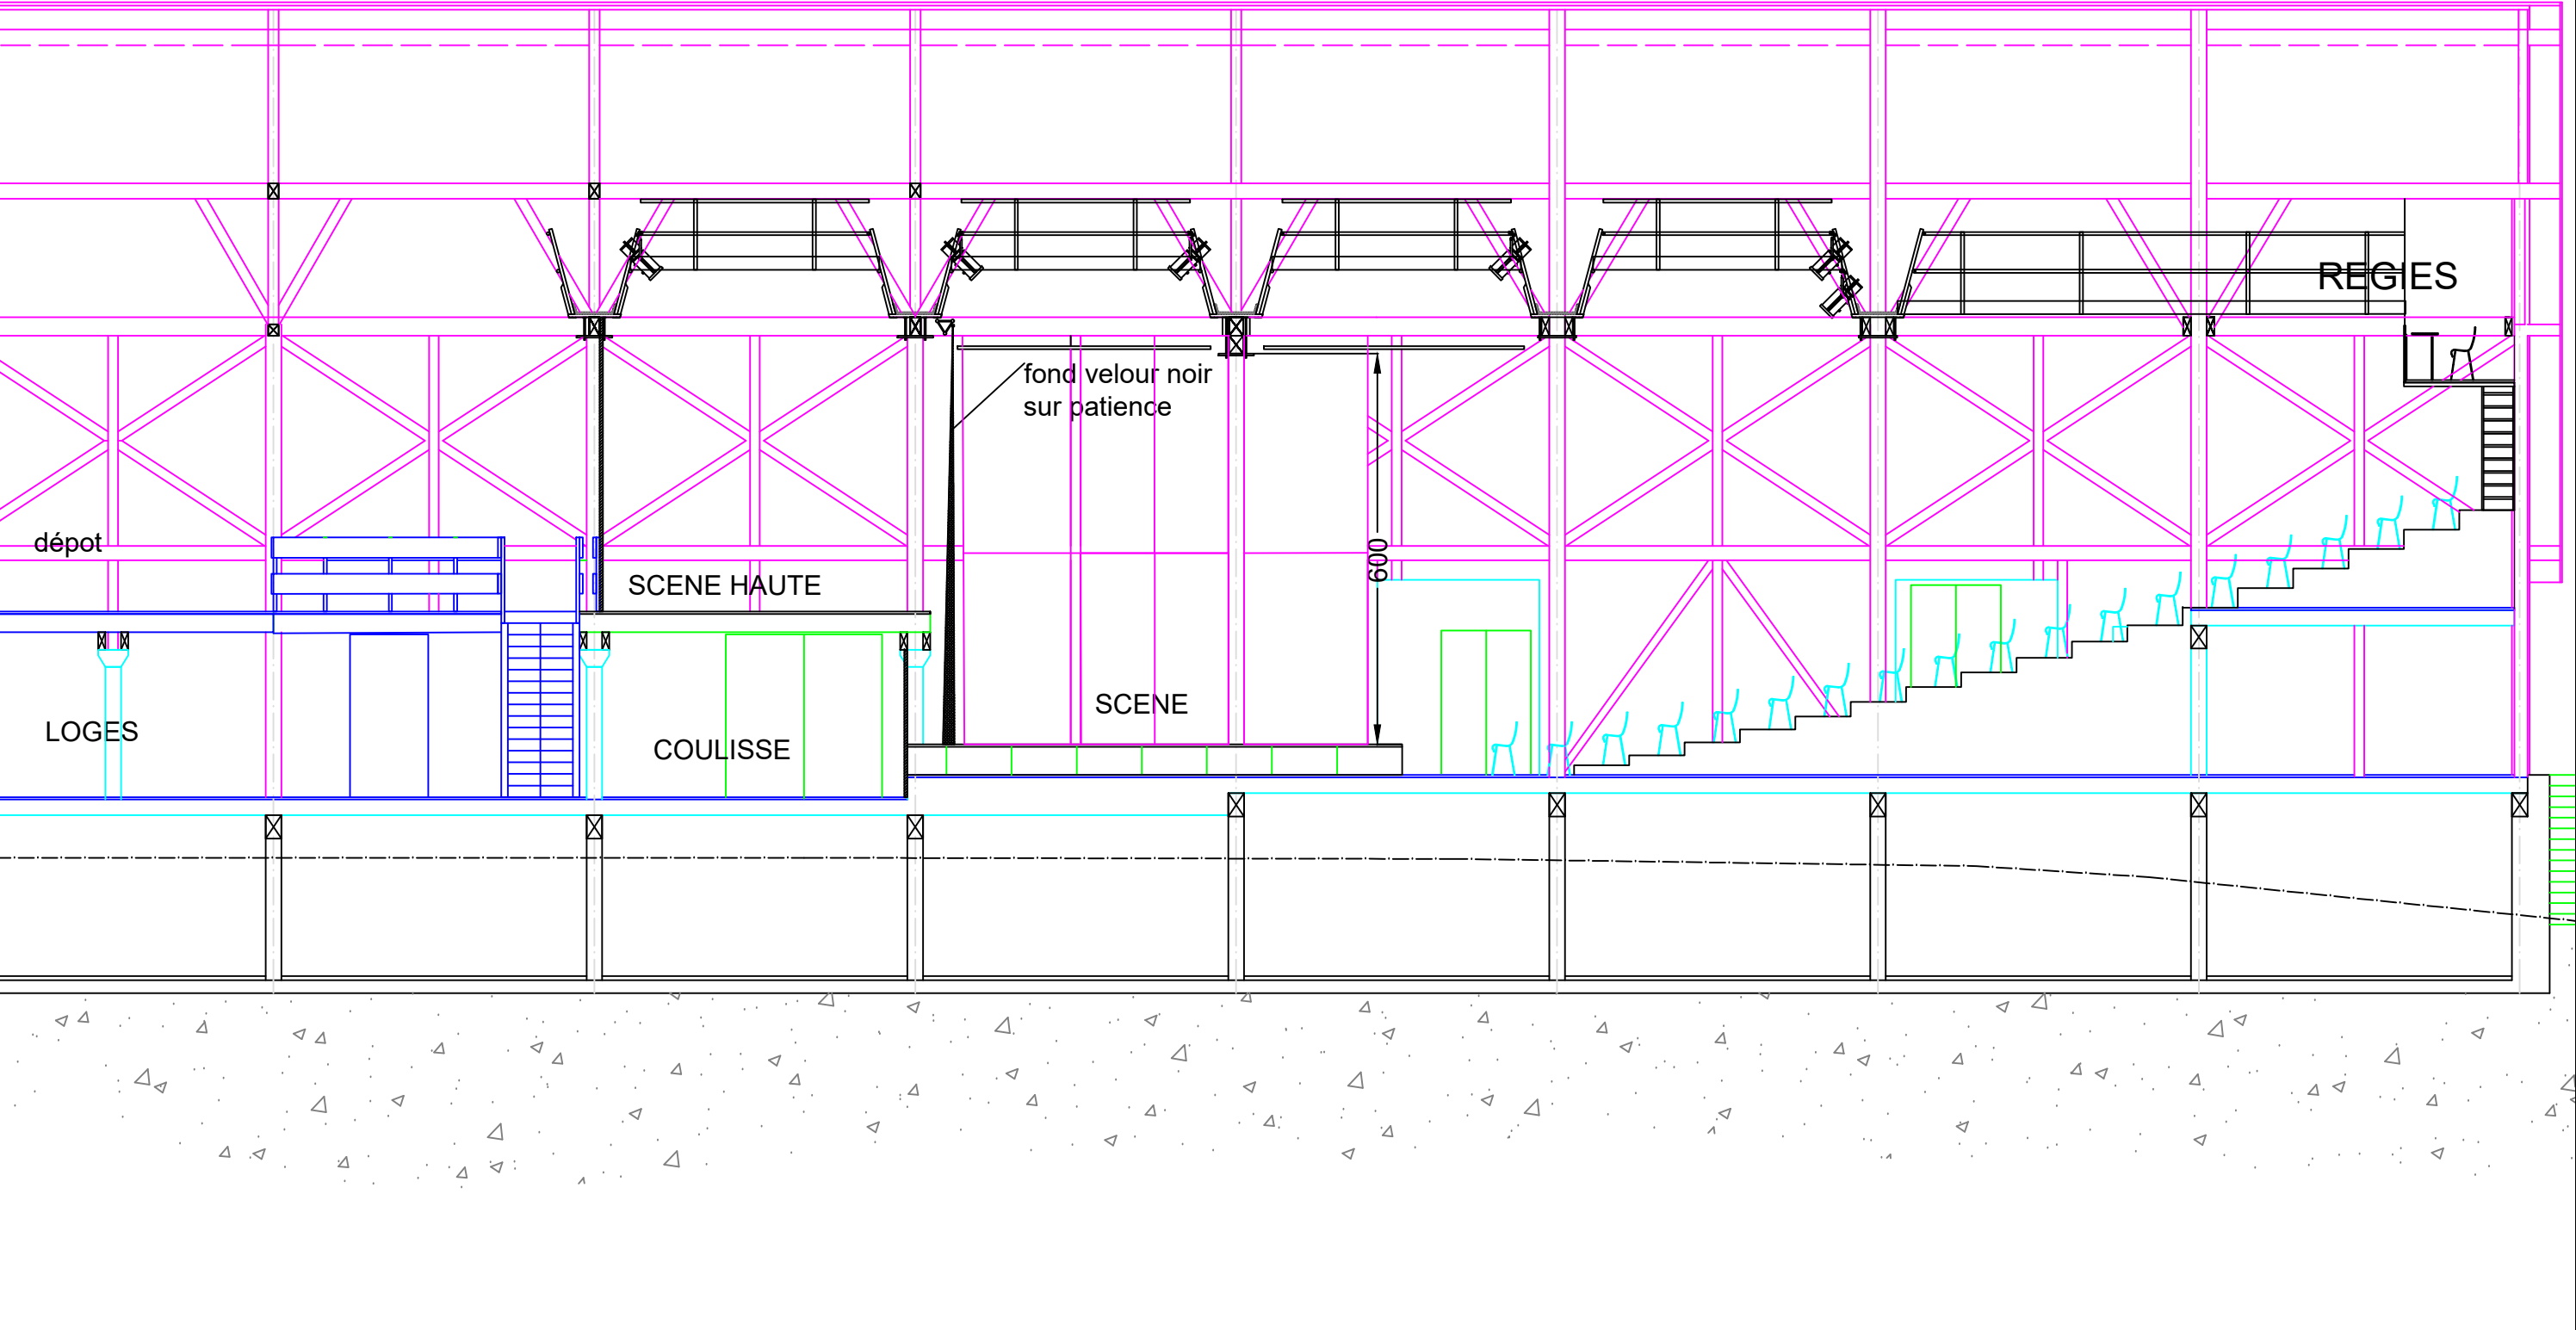 REGIES
fond velour noir
sur patience
dépot
600
SCENE HAUTE
SCENE
LOGES
COULISSE